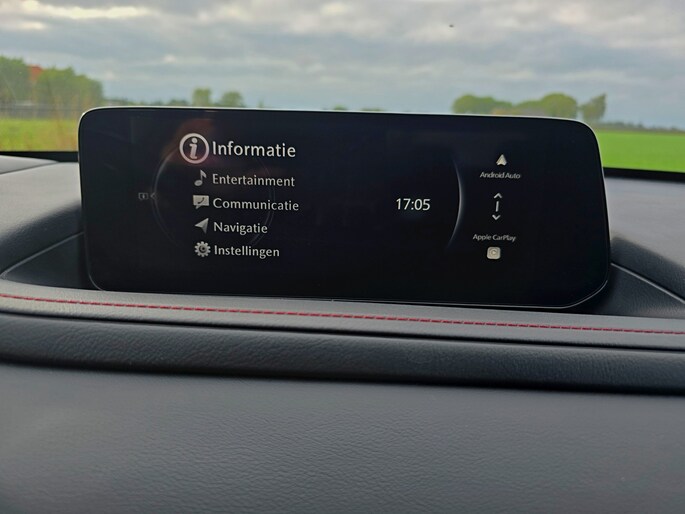 Informatie
Entertainment
Communicatie
Navigatie
Instellingen
17:05
Android Auto
Apple CarPlay